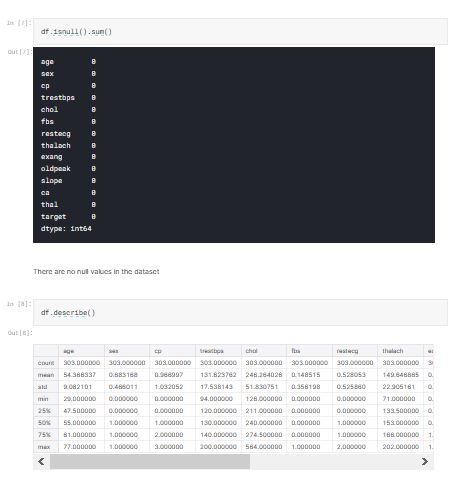 In [7]:
df.isnull().sum()
Out[7]:
age 0
sex 0
cp 0
trestbps 0
chol 0
fbs 0
restecg 0
thalach 0
exang 0
oldpeak 0
slope 0
ca 0
thal 0
target 0
dtype: int64
There are no null values in the dataset
In [8]:
df.describe()
Out[8]:
age sex cp trestbps chol fbs restecg thalach
count 303.000000 303.000000 303.000000 303.000000 303.000000 303.000000 303.000000 303.000000
mean 54.366337 0.683168 0.966997 131.623762 246.264026 0.148515 0.528053 149.646865 0.
std 9.082101 0.466011 1.032052 17.538143 51.830751 0.356198 0.525860 22.905161 0.
min 29.000000 0.000000 0.000000 94.000000 126.000000 0.000000 0.000000 71.000000 0.
25% 47.500000 0.000000 0.000000 120.000000 211.000000 0.000000 0.000000 133.500000 0.
50% 55.000000 1.000000 1.000000 130.000000 240.000000 0.000000 1.000000 153.000000 0.
75% 61.000000 1.000000 2.000000 140.000000 274.500000 0.000000 1.000000 166.000000 1.
max 77.000000 1.000000 3.000000 200.000000 564.000000 1.000000 2.000000 202.000000 1.